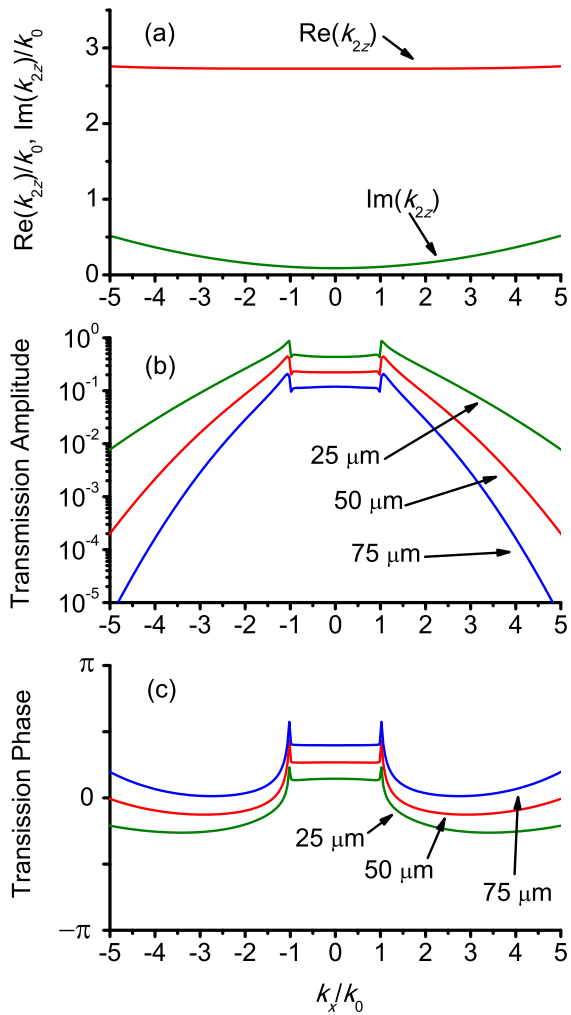 (a)
Re(k2z)
Im(k2z)
Re(k2z)/k0, Im(k2z)/k0
3
2
1
0
-5 -4 -3 -2 -1 0 1 2 3 4 5
(b)
Transmission Amplitude
10^0
10^-1
10^-2
10^-3
10^-4
10^-5
25 μm
50 μm
75 μm
-5 -4 -3 -2 -1 0 1 2 3 4 5
(c)
Transission Phase
π
0
−π
25 μm
50 μm
75 μm
-5 -4 -3 -2 -1 0 1 2 3 4 5
kx/k0